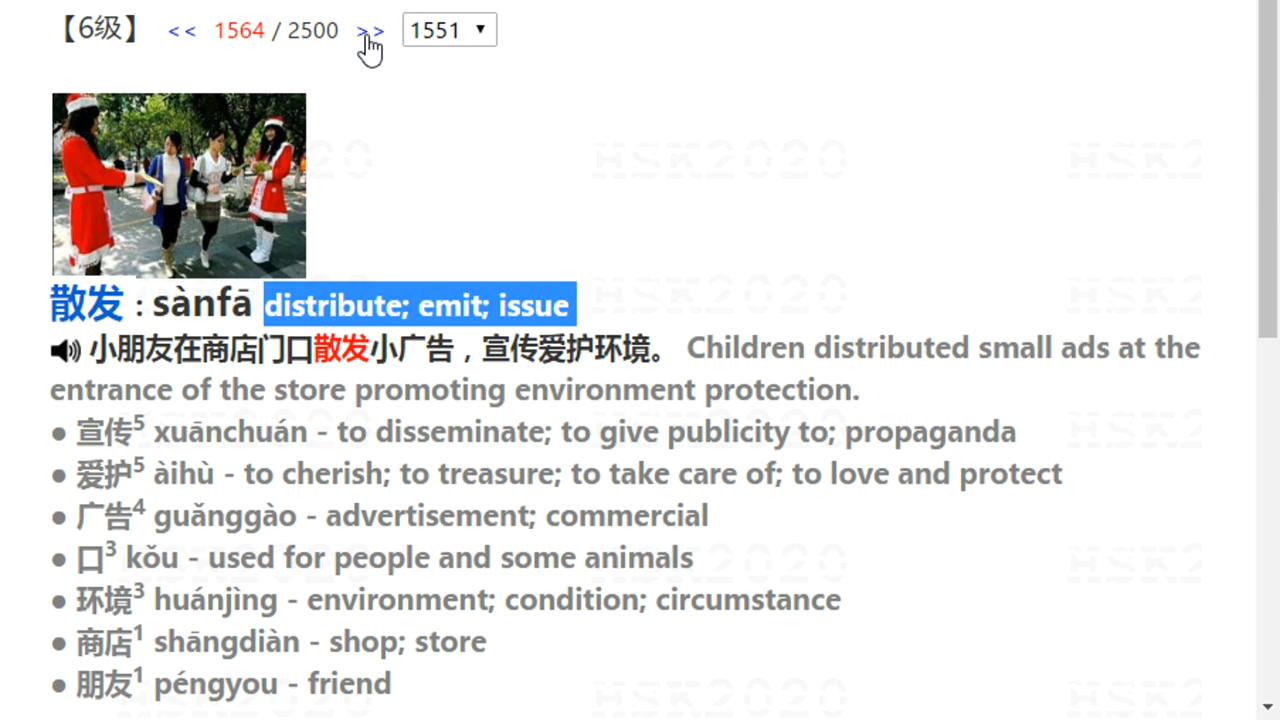 【6级】 << 1564 / 2500 >> 1551
散发 : sànfā distribute; emit; issue
小朋友在商店门口散发小广告，宣传爱护环境。 Children distributed small ads at the
entrance of the store promoting environment protection.
● 宣传5 xuānchuán - to disseminate; to give publicity to; propaganda
● 爱护5 àihù - to cherish; to treasure; to take care of; to love and protect
● 广告4 guǎnggào - advertisement; commercial
● 口3 kǒu - used for people and some animals
● 环境3 huánjìng - environment; condition; circumstance
● 商店1 shāngdiàn - shop; store
● 朋友1 péngyou - friend
HSK2020